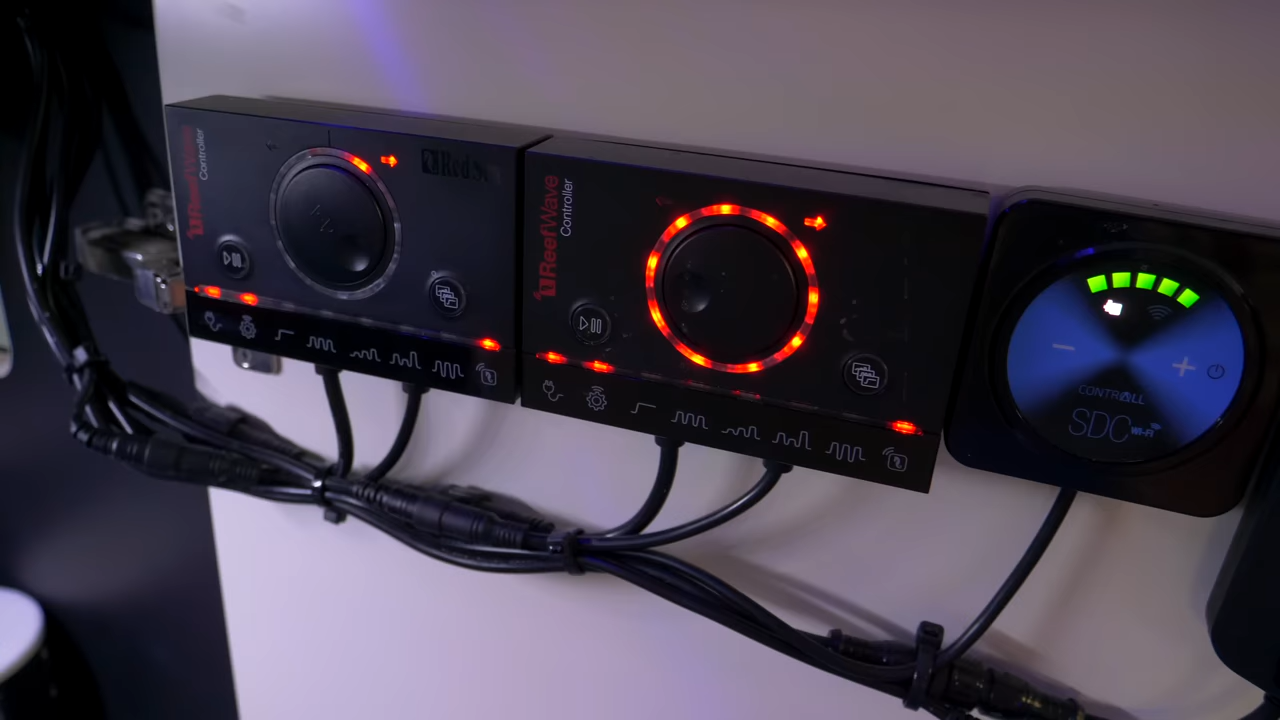 ReefWave
Controller
Red Sea
ReefWave
Controller
CONTROLL
SDC Wi-Fi